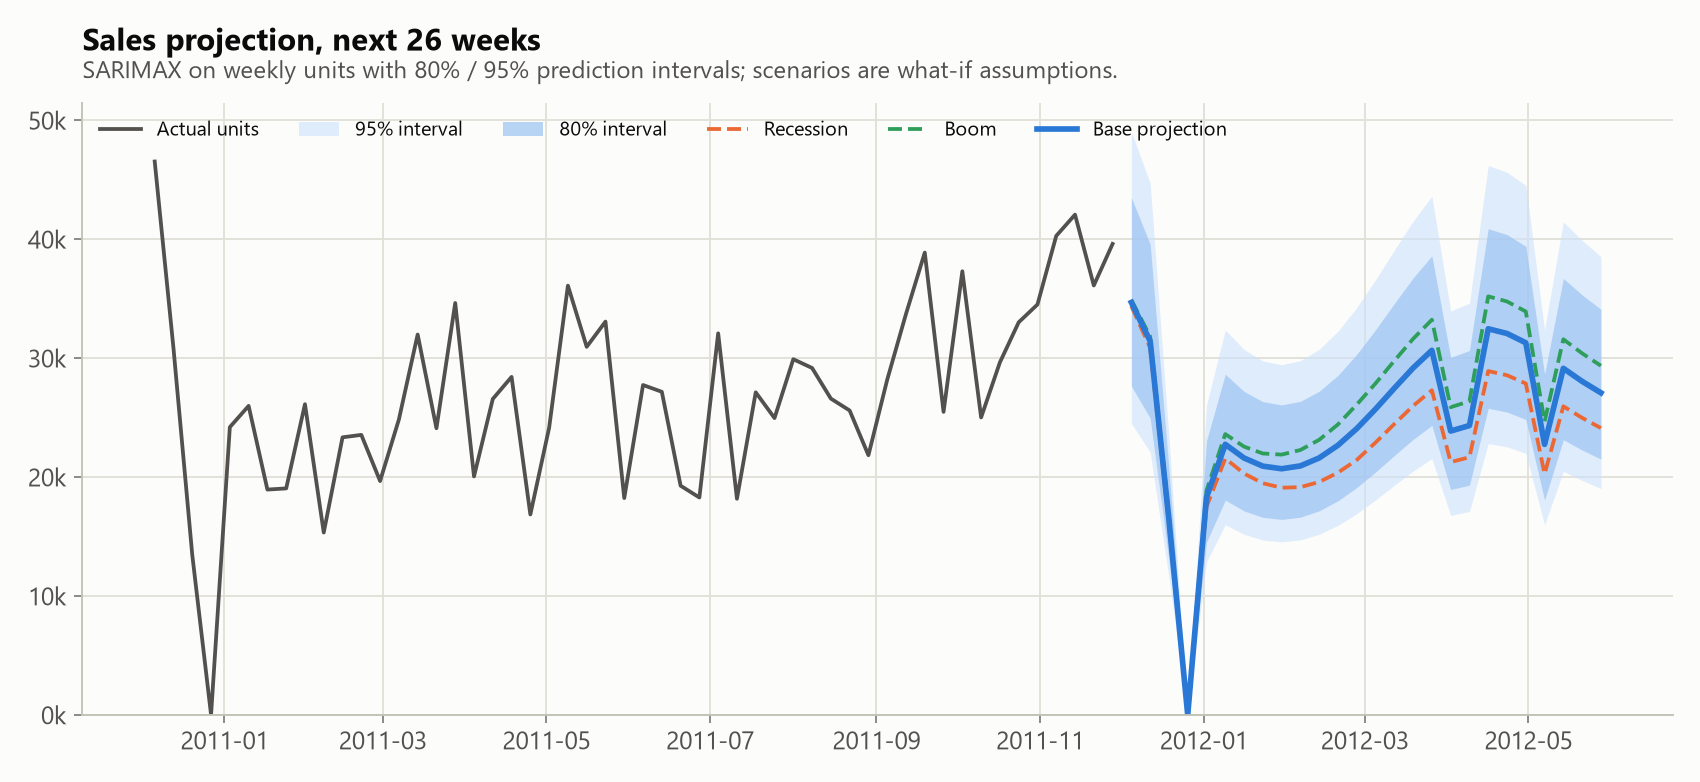 Sales projection, next 26 weeks
SARIMAX on weekly units with 80% / 95% prediction intervals; scenarios are what-if assumptions.
Actual units 95% interval 80% interval Recession Boom Base projection
50k
40k
30k
20k
10k
0k
2011-01 2011-03 2011-05 2011-07 2011-09 2011-11 2012-01 2012-03 2012-05